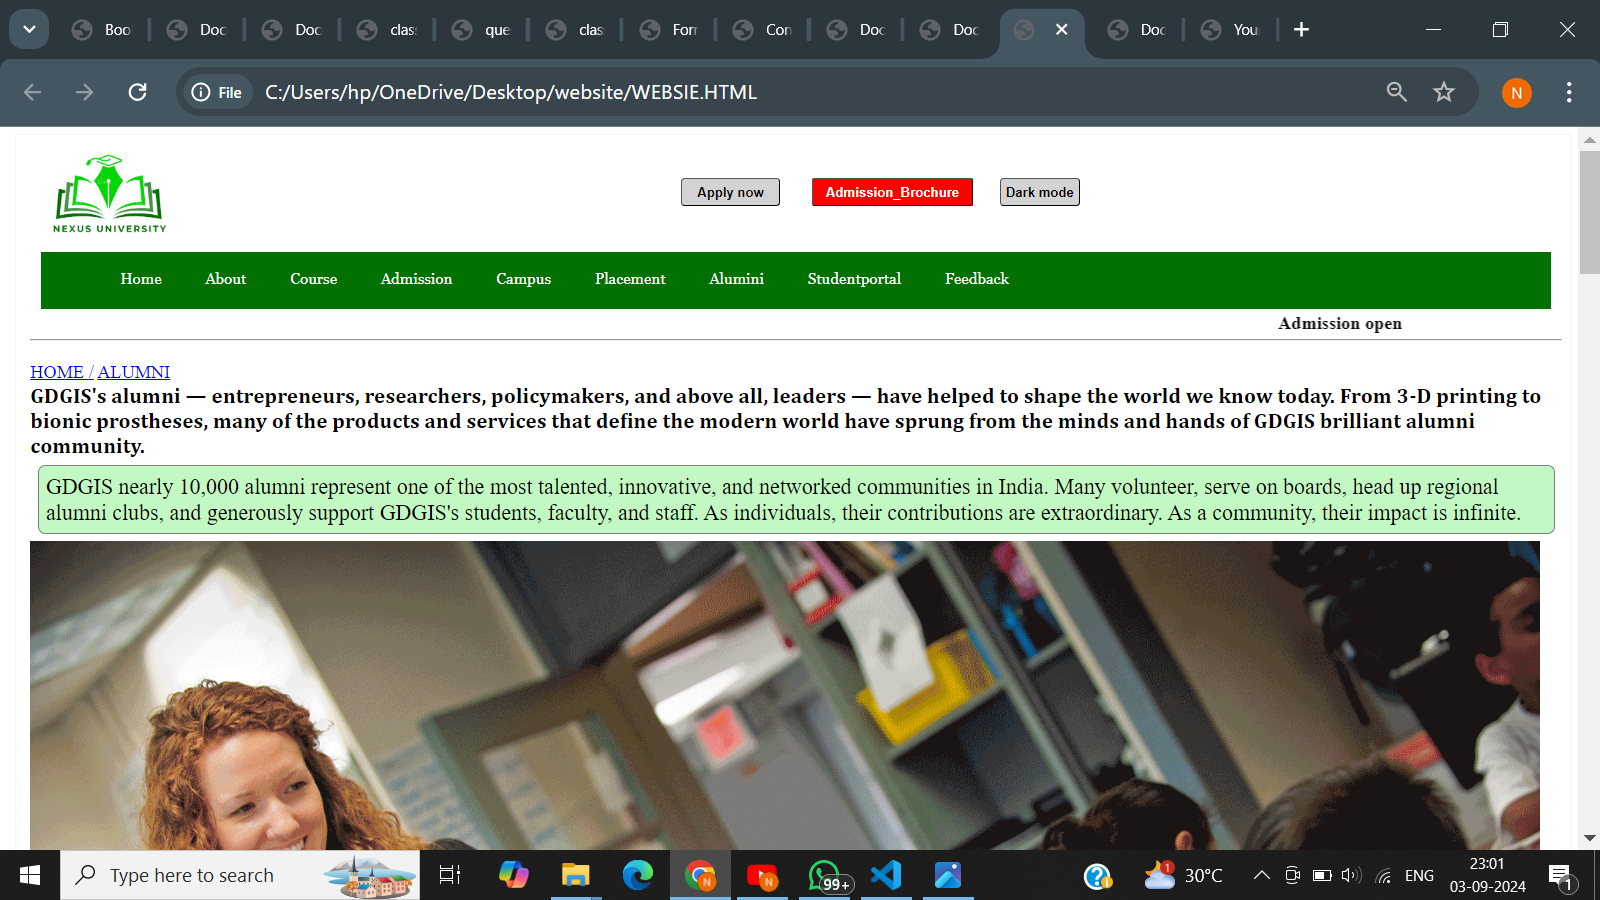 Boo
Doc
Doc
clas
que
clas
For
Con
Doc
Doc
Doc
You
File
C:/Users/hp/OneDrive/Desktop/website/WEBSIE.HTML
N
NEXUS UNIVERSITY
Apply now
Admission_Brochure
Dark mode
Home About Course Admission Campus Placement Alumini Studentportal Feedback
Admission open
HOME / ALUMNI
GDGIS's alumni — entrepreneurs, researchers, policymakers, and above all, leaders — have helped to shape the world we know today. From 3-D printing to
bionic prostheses, many of the products and services that define the modern world have sprung from the minds and hands of GDGIS brilliant alumni
community.
GDGIS nearly 10,000 alumni represent one of the most talented, innovative, and networked communities in India. Many volunteer, serve on boards, head up regional
alumni clubs, and generously support GDGIS's students, faculty, and staff. As individuals, their contributions are extraordinary. As a community, their impact is infinite.
Type here to search
N
N
99+
1
30°C
ENG
23:01
03-09-2024
1